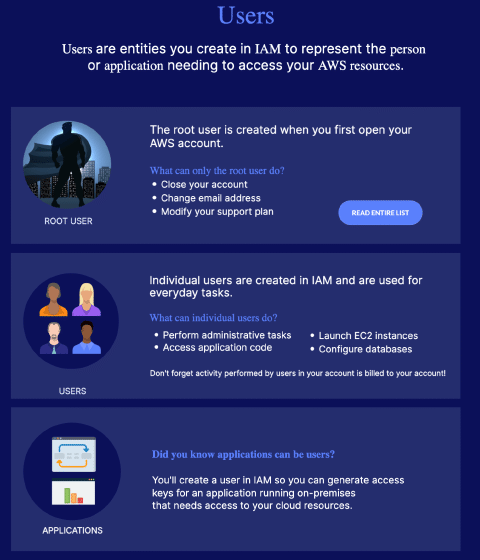 Users
Users are entities you create in IAM to represent the person
or application needing to access your AWS resources.
The root user is created when you first open your
AWS account.
What can only the root user do?
• Close your account
• Change email address
• Modify your support plan
READ ENTIRE LIST
ROOT USER
Individual users are created in IAM and are used for
everyday tasks.
What can individual users do?
• Perform administrative tasks
• Access application code
• Launch EC2 instances
• Configure databases
Don't forget activity performed by users in your account is billed to your account!
USERS
Did you know applications can be users?
You'll create a user in IAM so you can generate access
keys for an application running on-premises
that needs access to your cloud resources.
APPLICATIONS